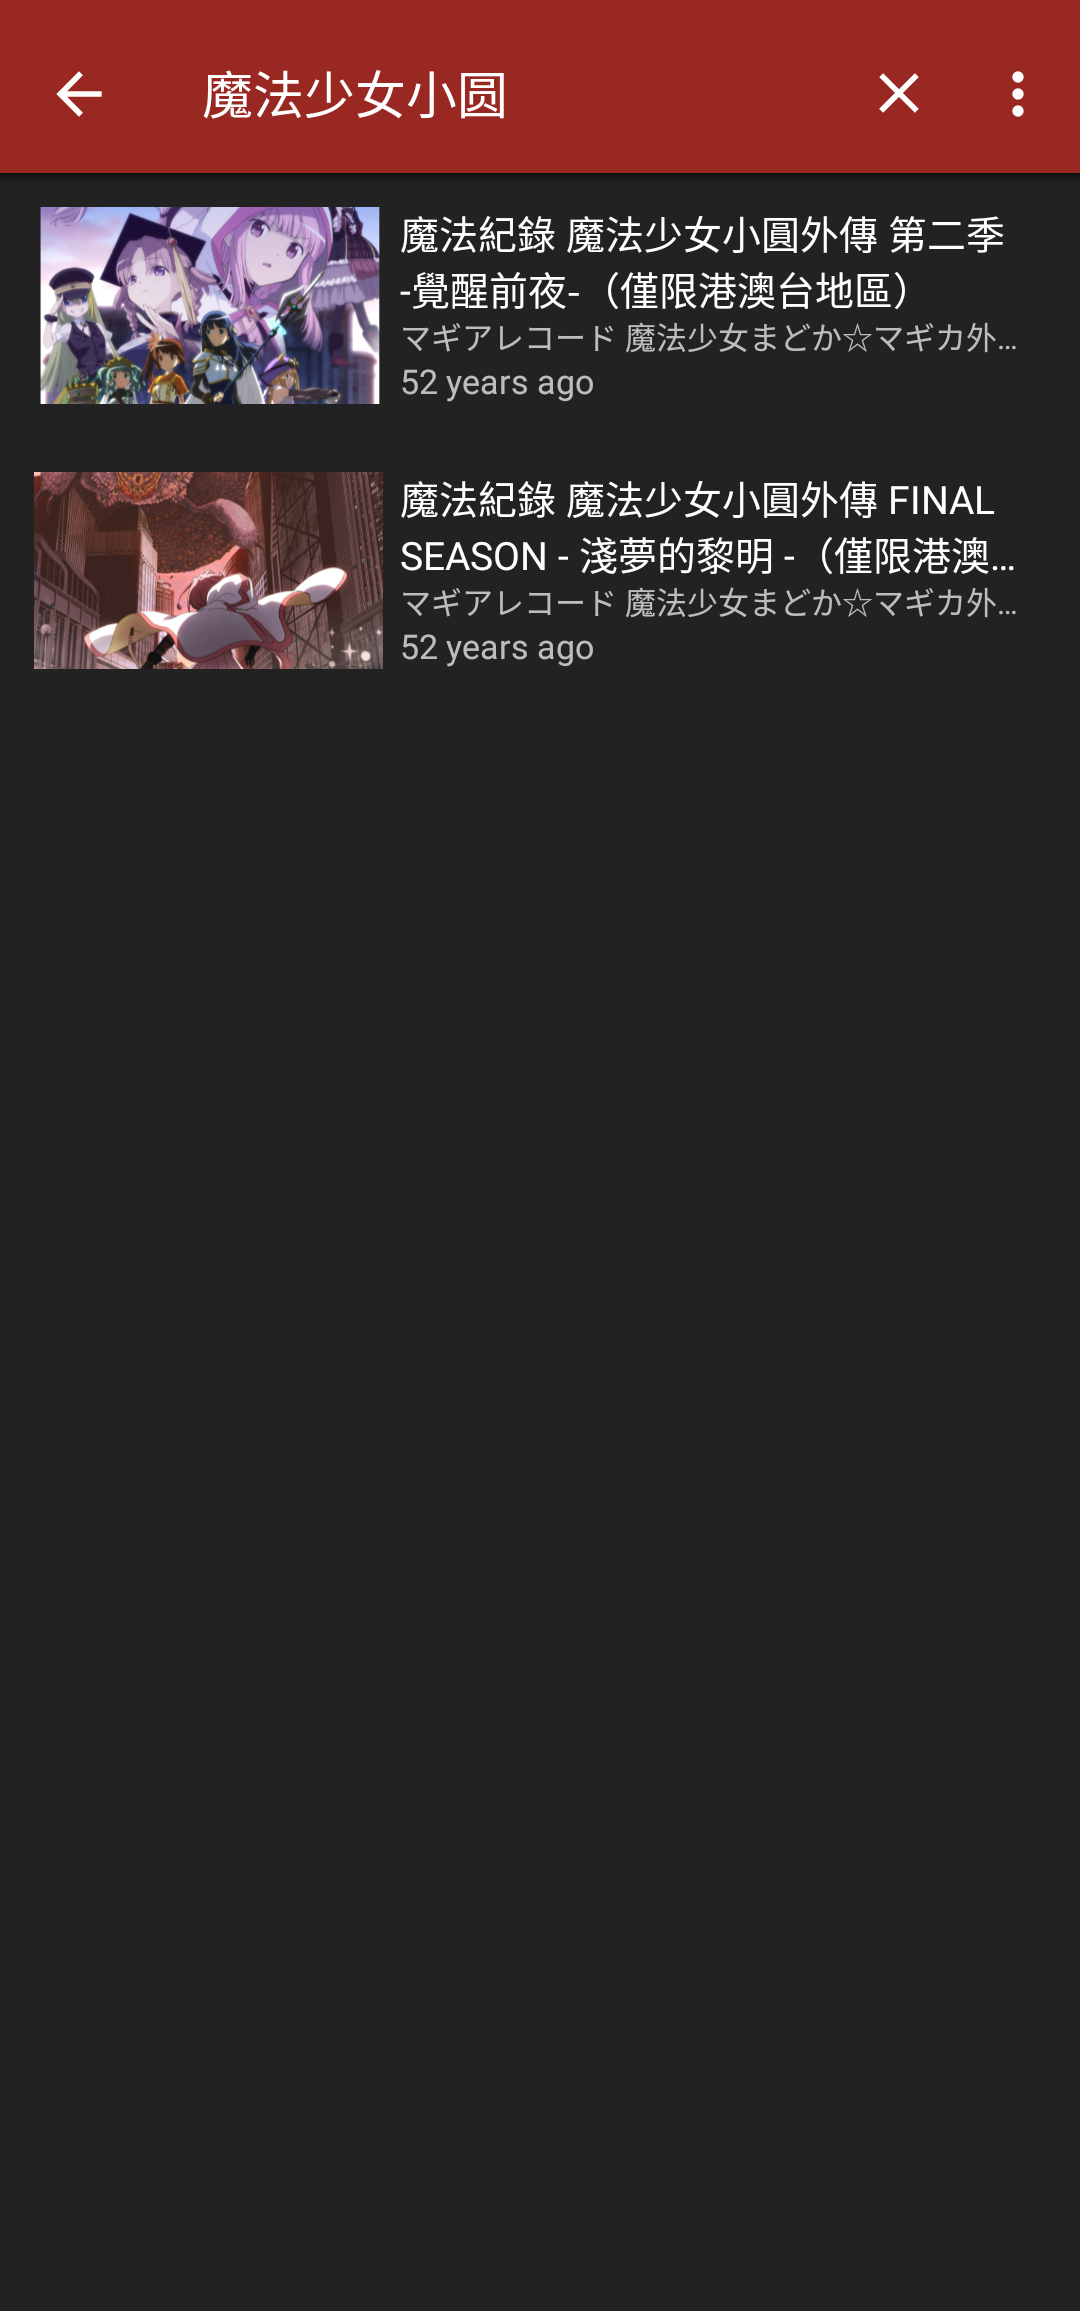 魔法少女小圆
魔法紀錄 魔法少女小圓外傳 第二季
-覺醒前夜-（僅限港澳台地區）
マギアレコード 魔法少女まどか☆マギカ外...
52 years ago
魔法紀錄 魔法少女小圓外傳 FINAL
SEASON - 淺夢的黎明 -（僅限港澳...
マギアレコード 魔法少女まどか☆マギカ外...
52 years ago